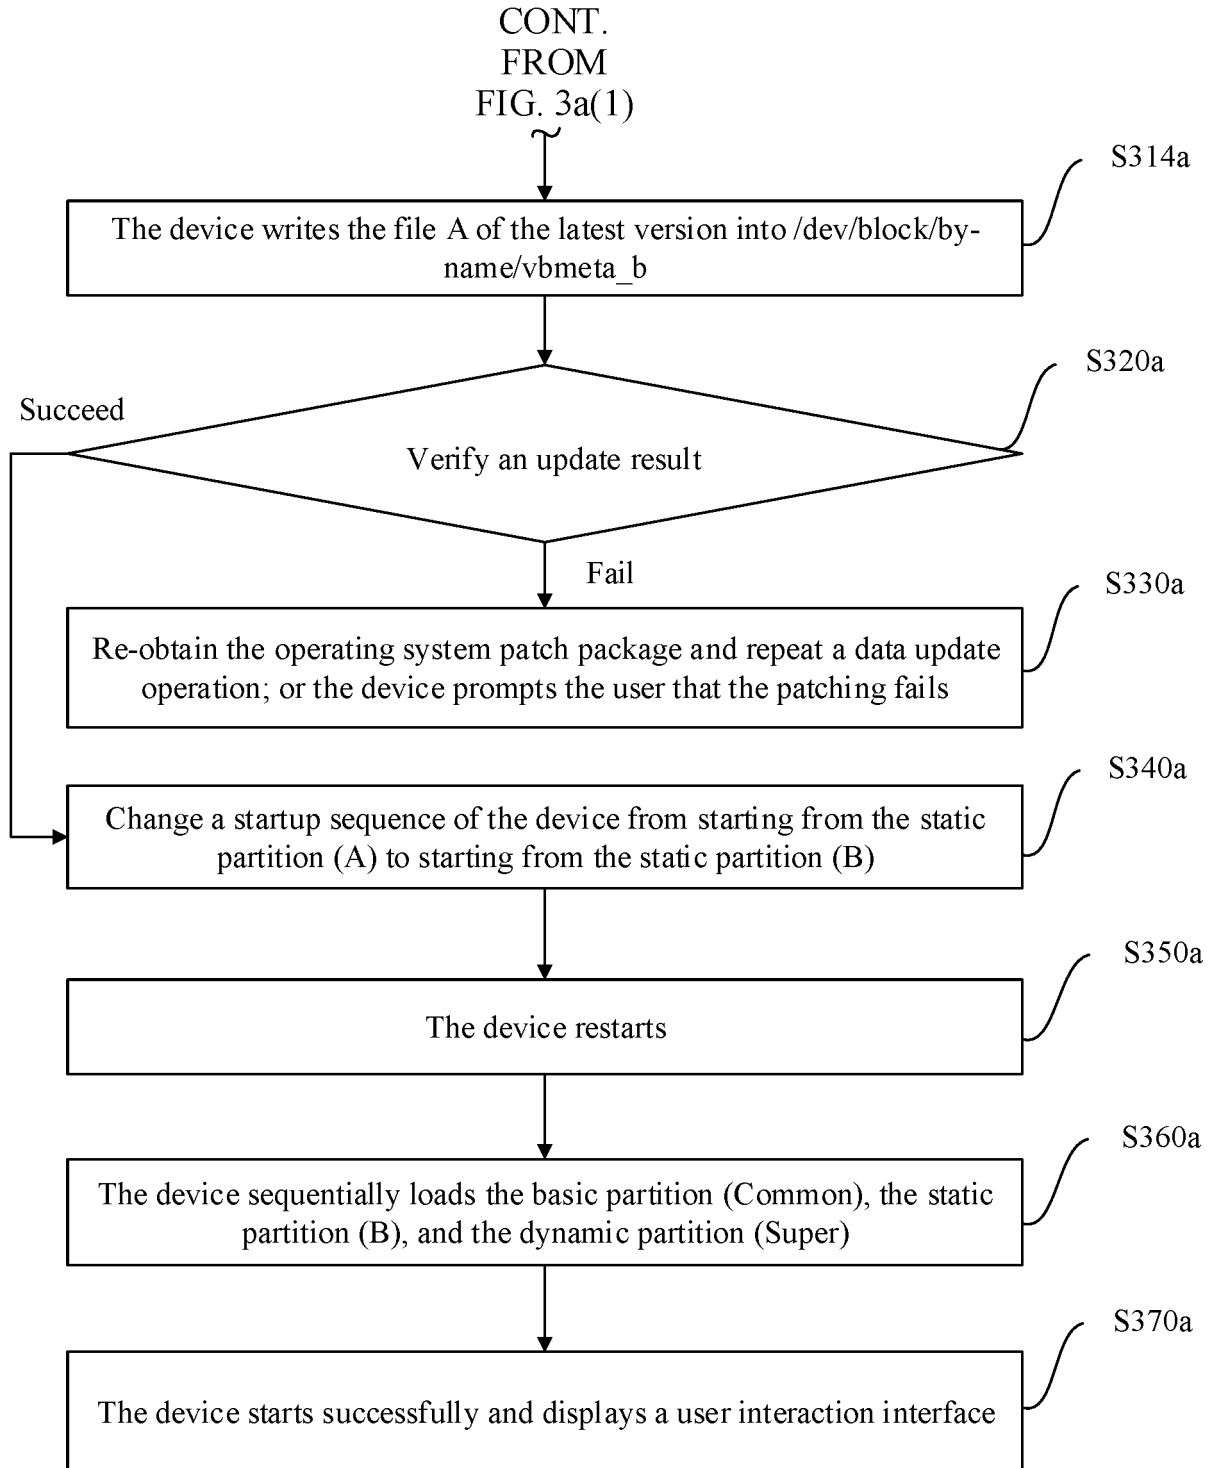 CONT.
FROM
FIG. 3a(1)
S314a
The device writes the file A of the latest version into /dev/block/by-
name/vbmeta_b
S320a
Succeed
Verify an update result
Fail
S330a
Re-obtain the operating system patch package and repeat a data update
operation; or the device prompts the user that the patching fails
S340a
Change a startup sequence of the device from starting from the static
partition (A) to starting from the static partition (B)
S350a
The device restarts
S360a
The device sequentially loads the basic partition (Common), the static
partition (B), and the dynamic partition (Super)
S370a
The device starts successfully and displays a user interaction interface